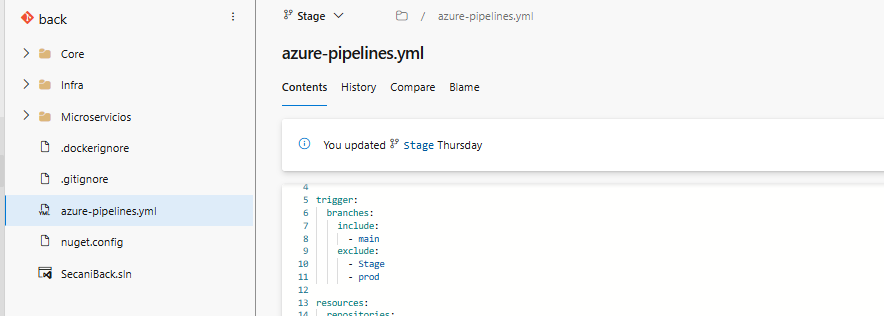 back
Core
Infra
Microservicios
.dockerignore
.gitignore
azure-pipelines.yml
nuget.config
SecaniBack.sln
Stage
/ azure-pipelines.yml
azure-pipelines.yml
Contents History Compare Blame
You updated Stage Thursday
4
5 trigger:
6 branches:
7 include:
8 - main
9 exclude:
10 - Stage
11 - prod
12
13 resources:
14 repositories: